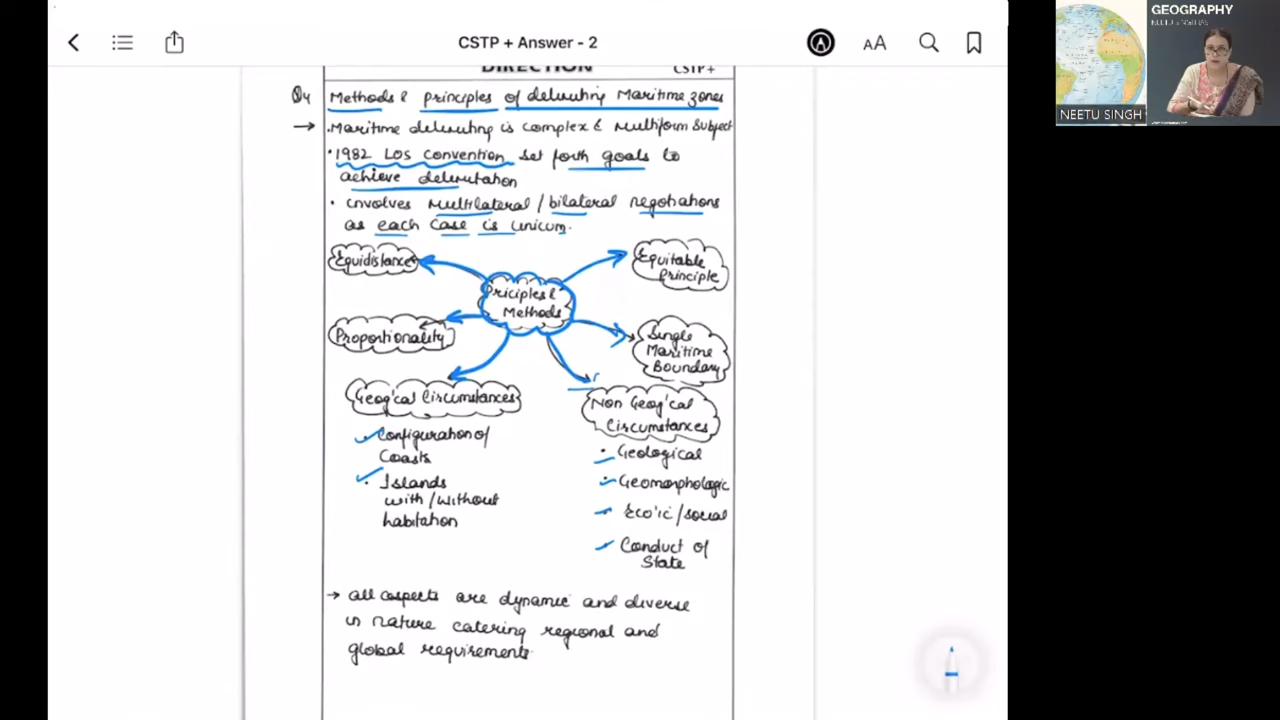 CSTP + Answer - 2
AA
GEOGRAPHY
NEETU SINGH
DIRECTION CSTP+
Q4 Methods & principles of delimiting Maritime zones
→ . Maritime delimiting is complex & Multiform subject
· 1982 LOS Convention set forth goals to
achieve delimitation
· involves Multilateral / bilateral negotiations
as each case is unicum.
Priciples &
Methods
Equidistance
Equitable
Principle
Proportionality
Single
Maritime
Boundary
Geog'cal Circumstances
Configuration of
Coasts
· Islands
with/without
habitation
Non Geog'cal
Circumstances
· Geological
· Geomorphologic
· Eco'ic/social
· Conduct of
State
→ all aspects are dynamic and diverse
in nature catering regional and
global requirements